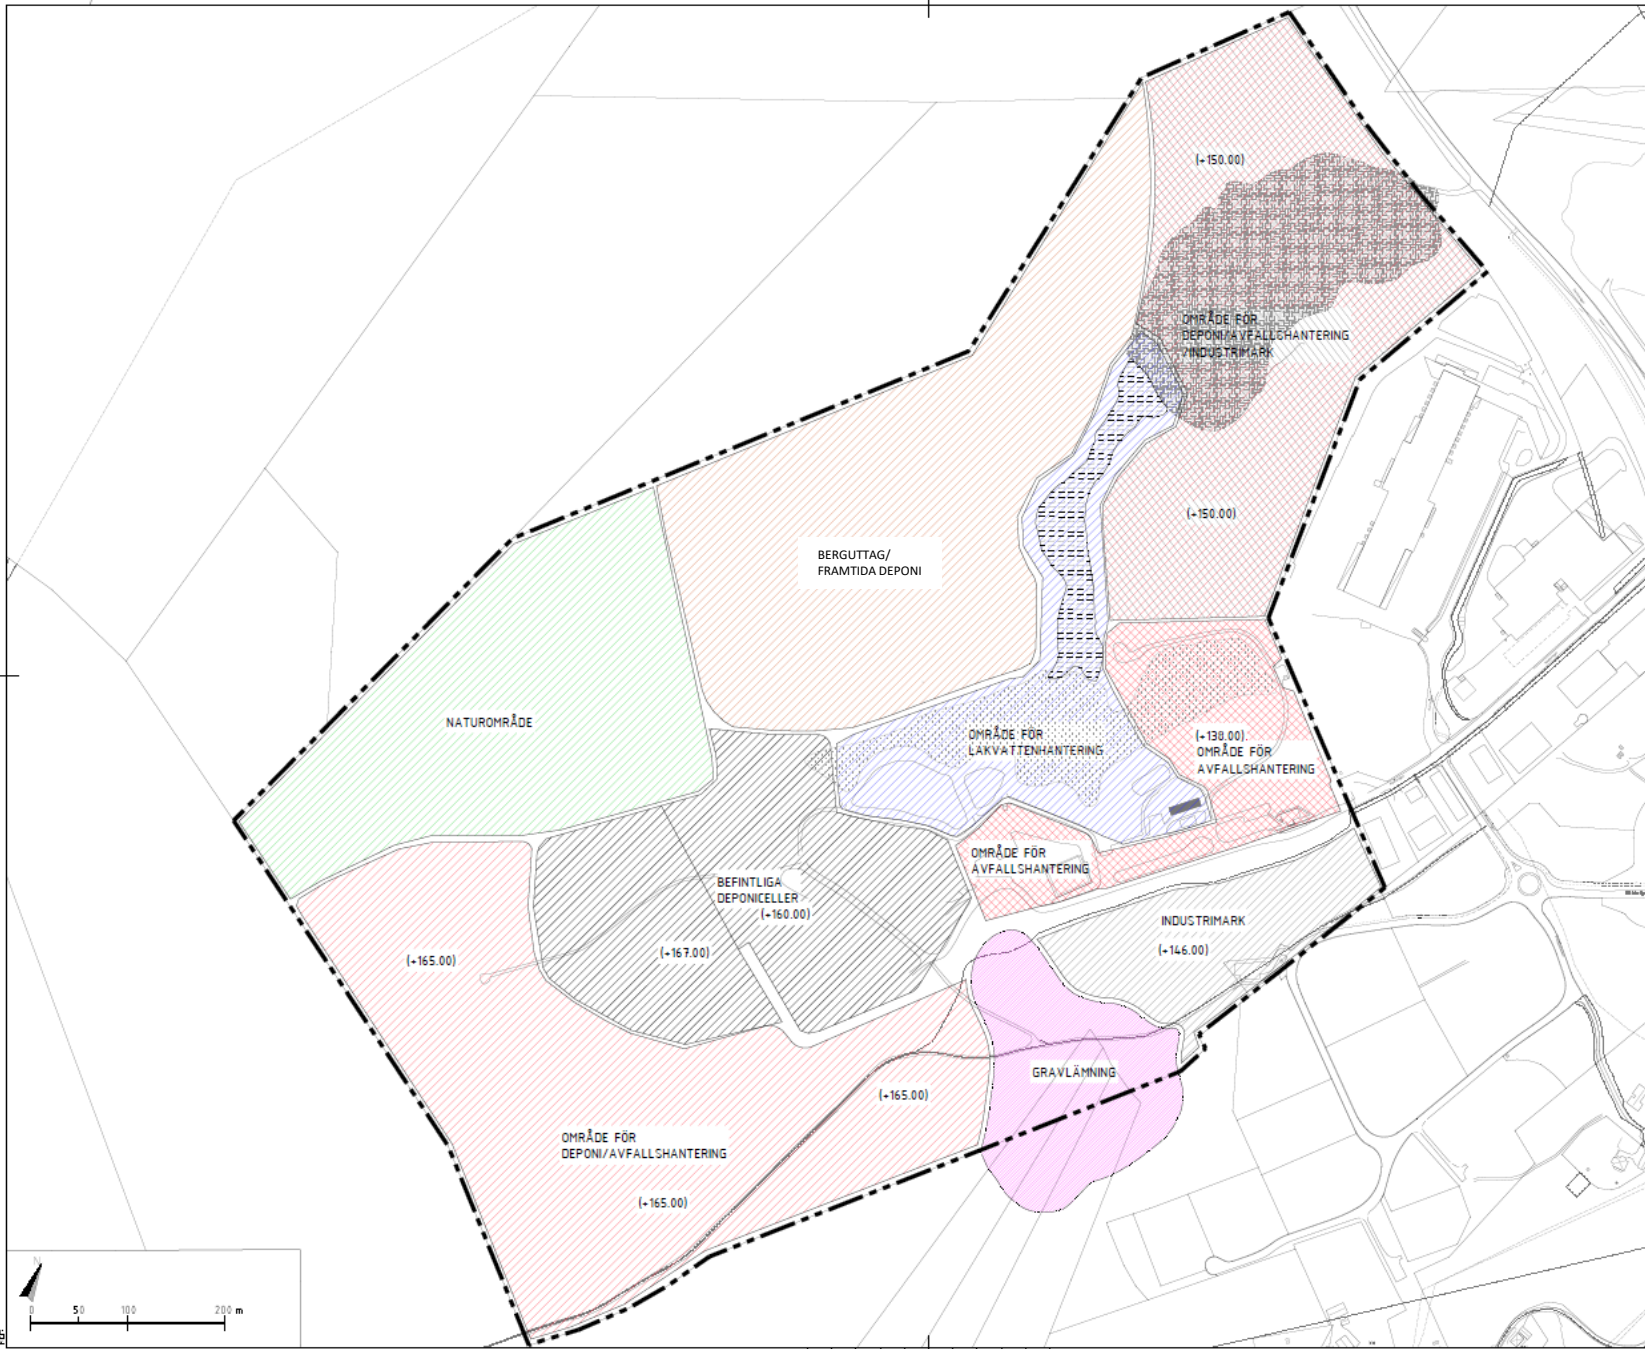 (+150.00)
OMRÅDE FÖR
DEPONI/AVFALLSHANTERING
/INDUSTRIMARK
(+150.00)
BERGUTTAG/
FRAMTIDA DEPONI
NATUROMRÅDE
OMRÅDE FÖR
LAKVATTENHANTERING
(+138.00)
OMRÅDE FÖR
AVFALLSHANTERING
OMRÅDE FÖR
AVFALLSHANTERING
BEFINTLIGA
DEPONICELLER
(+160.00)
INDUSTRIMARK
(+146.00)
(+165.00)
(+167.00)
GRAVLÄMNING
(+165.00)
OMRÅDE FÖR
DEPONI/AVFALLSHANTERING
(+165.00)
N
0 50 100 200 m